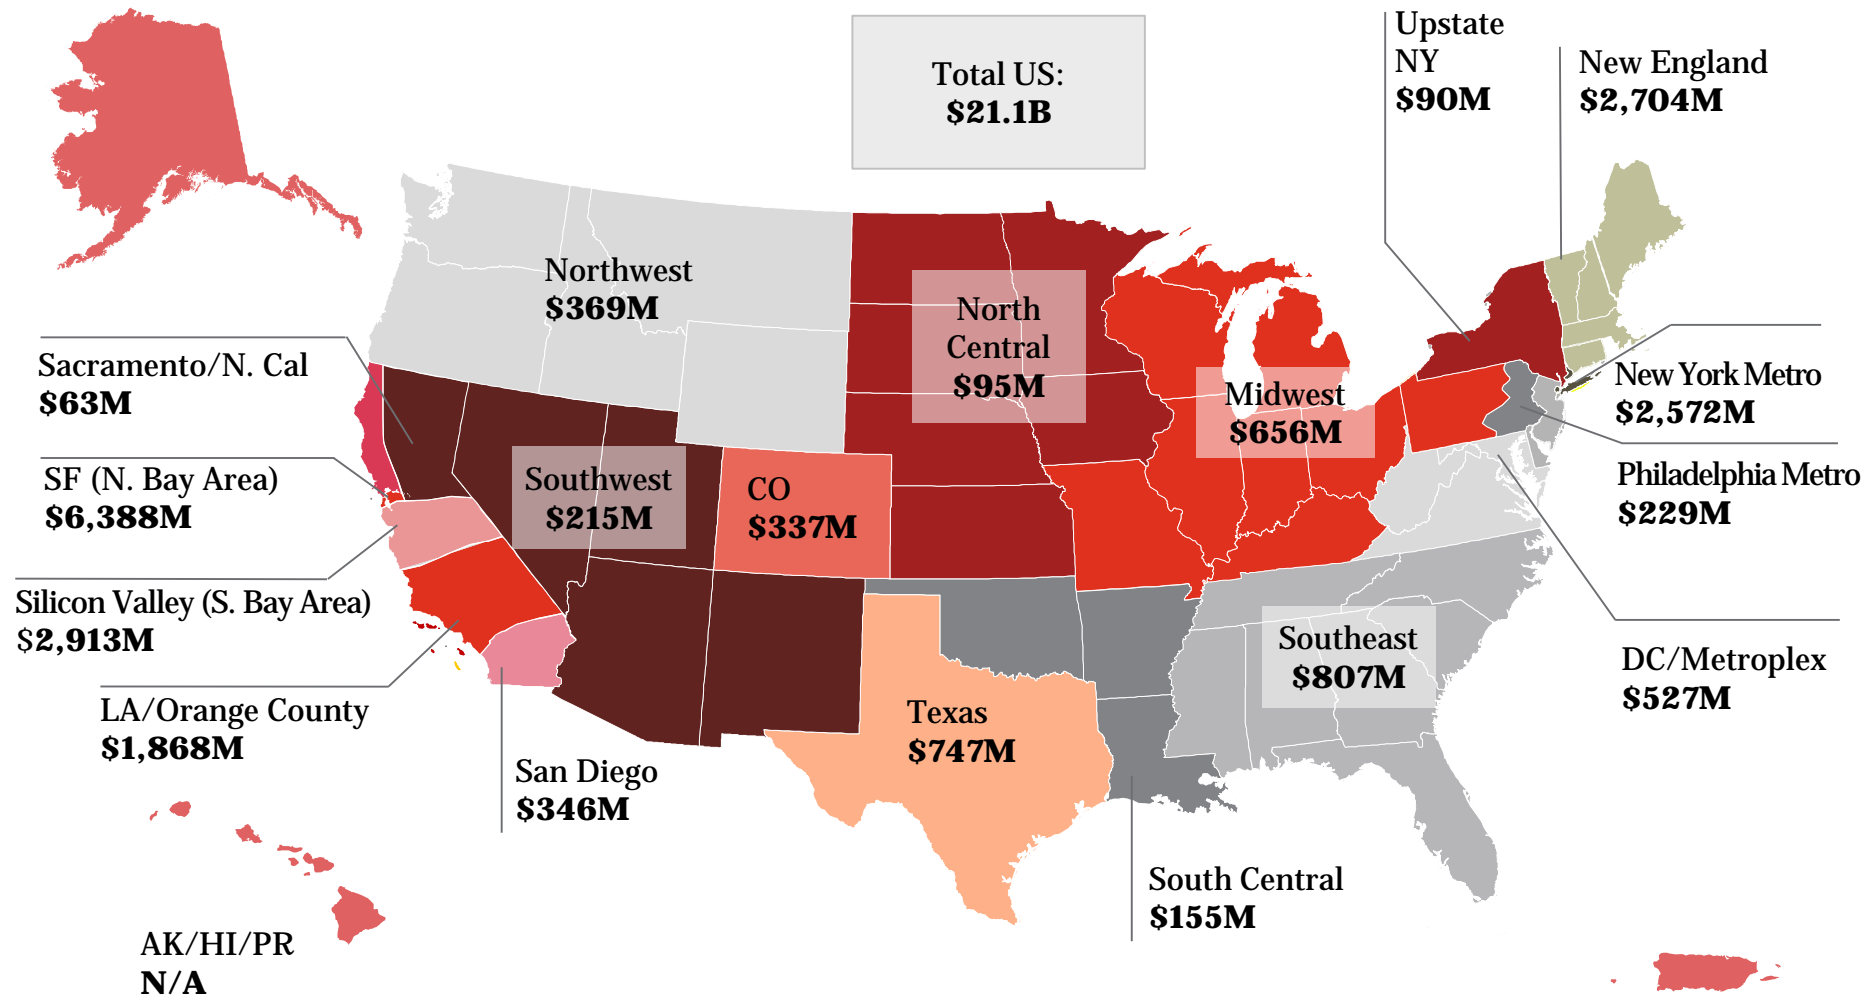 Total US:
$21.1B
Upstate
NY
$90M
New England
$2,704M
Northwest
$369M
North
Central
$95M
Sacramento/N. Cal
$63M
Midwest
$656M
New York Metro
$2,572M
SF (N. Bay Area)
$6,388M
Southwest
$215M
CO
$337M
Philadelphia Metro
$229M
Silicon Valley (S. Bay Area)
$2,913M
Southeast
$807M
DC/Metroplex
$527M
LA/Orange County
$1,868M
Texas
$747M
San Diego
$346M
South Central
$155M
AK/HI/PR
N/A